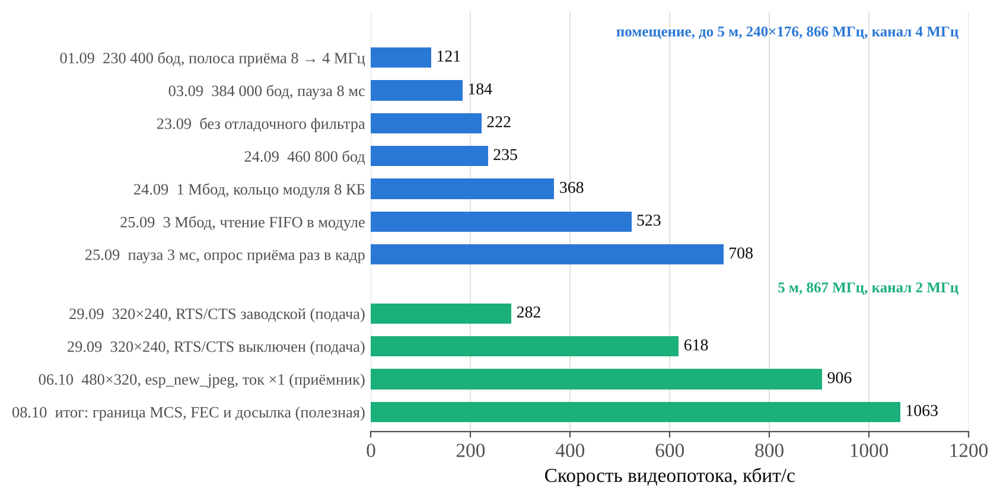 помещение, до 5 м, 240×176, 866 МГц, канал 4 МГц
01.09 230 400 бод, полоса приёма 8 → 4 МГц 121
03.09 384 000 бод, пауза 8 мс 184
23.09 без отладочного фильтра 222
24.09 460 800 бод 235
24.09 1 Мбод, кольцо модуля 8 КБ 368
25.09 3 Мбод, чтение FIFO в модуле 523
25.09 пауза 3 мс, опрос приёма раз в кадр 708
5 м, 867 МГц, канал 2 МГц
29.09 320×240, RTS/CTS заводской (подача) 282
29.09 320×240, RTS/CTS выключен (подача) 618
06.10 480×320, esp_new_jpeg, ток ×1 (приёмник) 906
08.10 итог: граница MCS, FEC и досылка (полезная) 1063
0 200 400 600 800 1000 1200
Скорость видеопотока, кбит/с